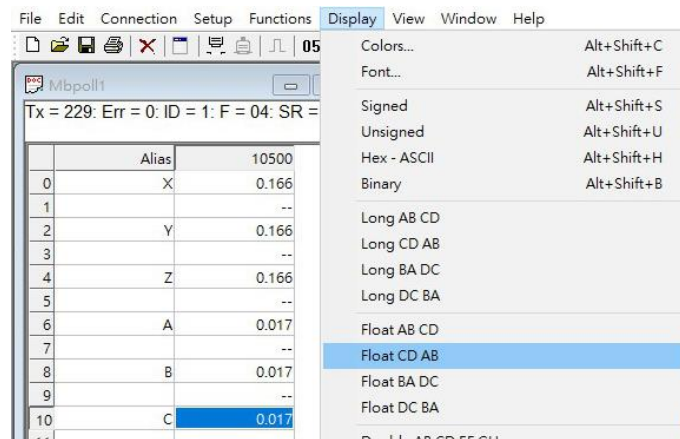 File Edit Connection Setup Functions Display View Window Help
05
Mbpoll1
Tx = 229: Err = 0: ID = 1: F = 04: SR =
Alias 10500
0 X 0.166
1 --
2 Y 0.166
3 --
4 Z 0.166
5 --
6 A 0.017
7 --
8 B 0.017
9 --
10 C 0.017
Colors... Alt+Shift+C
Font... Alt+Shift+F
Signed Alt+Shift+S
Unsigned Alt+Shift+U
Hex - ASCII Alt+Shift+H
Binary Alt+Shift+B
Long AB CD
Long CD AB
Long BA DC
Long DC BA
Float AB CD
Float CD AB
Float BA DC
Float DC BA